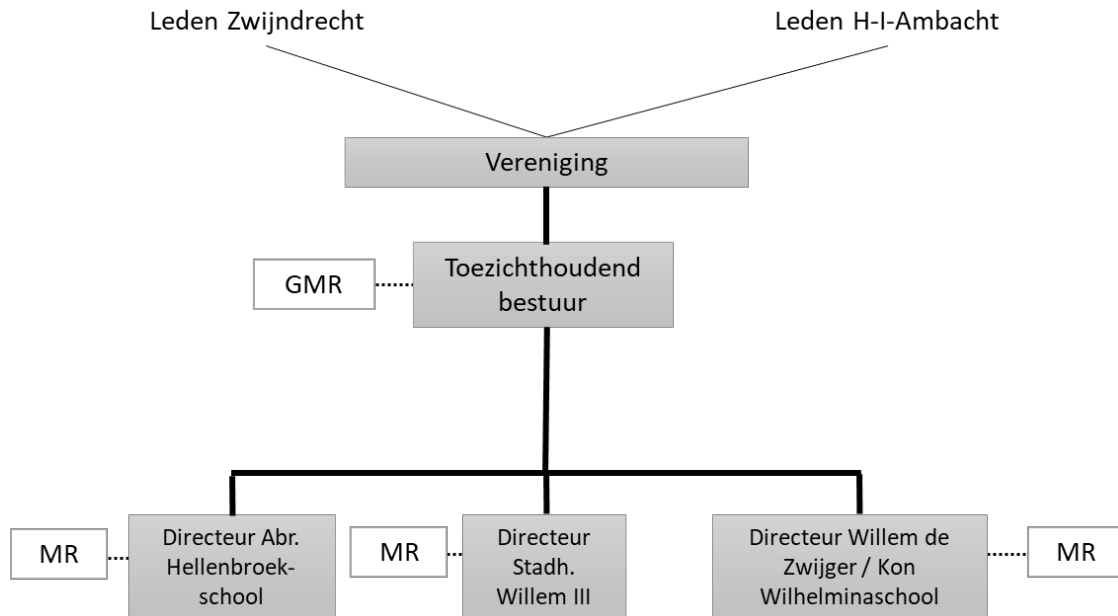 Leden Zwijndrecht
Leden H-I-Ambacht
Vereniging
GMR
Toezichthoudend
bestuur
MR
Directeur Abr.
Hellenbroek-
school
MR
Directeur
Stadh.
Willem III
Directeur Willem de
Zwijger / Kon
Wilhelminaschool
MR